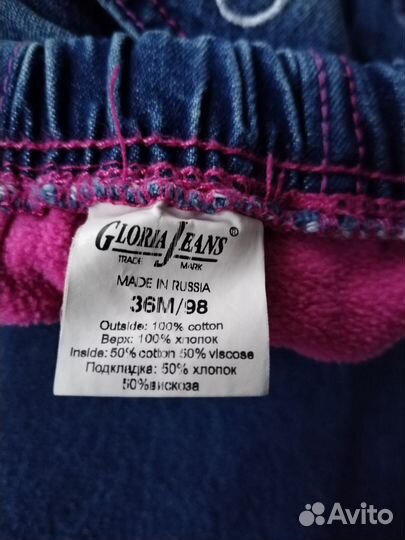 GLORIA JEANS®
TRADE MARK
MADE IN RUSSIA
36M/98
Outside: 100% cotton
Верх: 100% хлопок
Inside: 50% cotton 50% viscose
Подкладка: 50% хлопок
50% вискоза
Avito